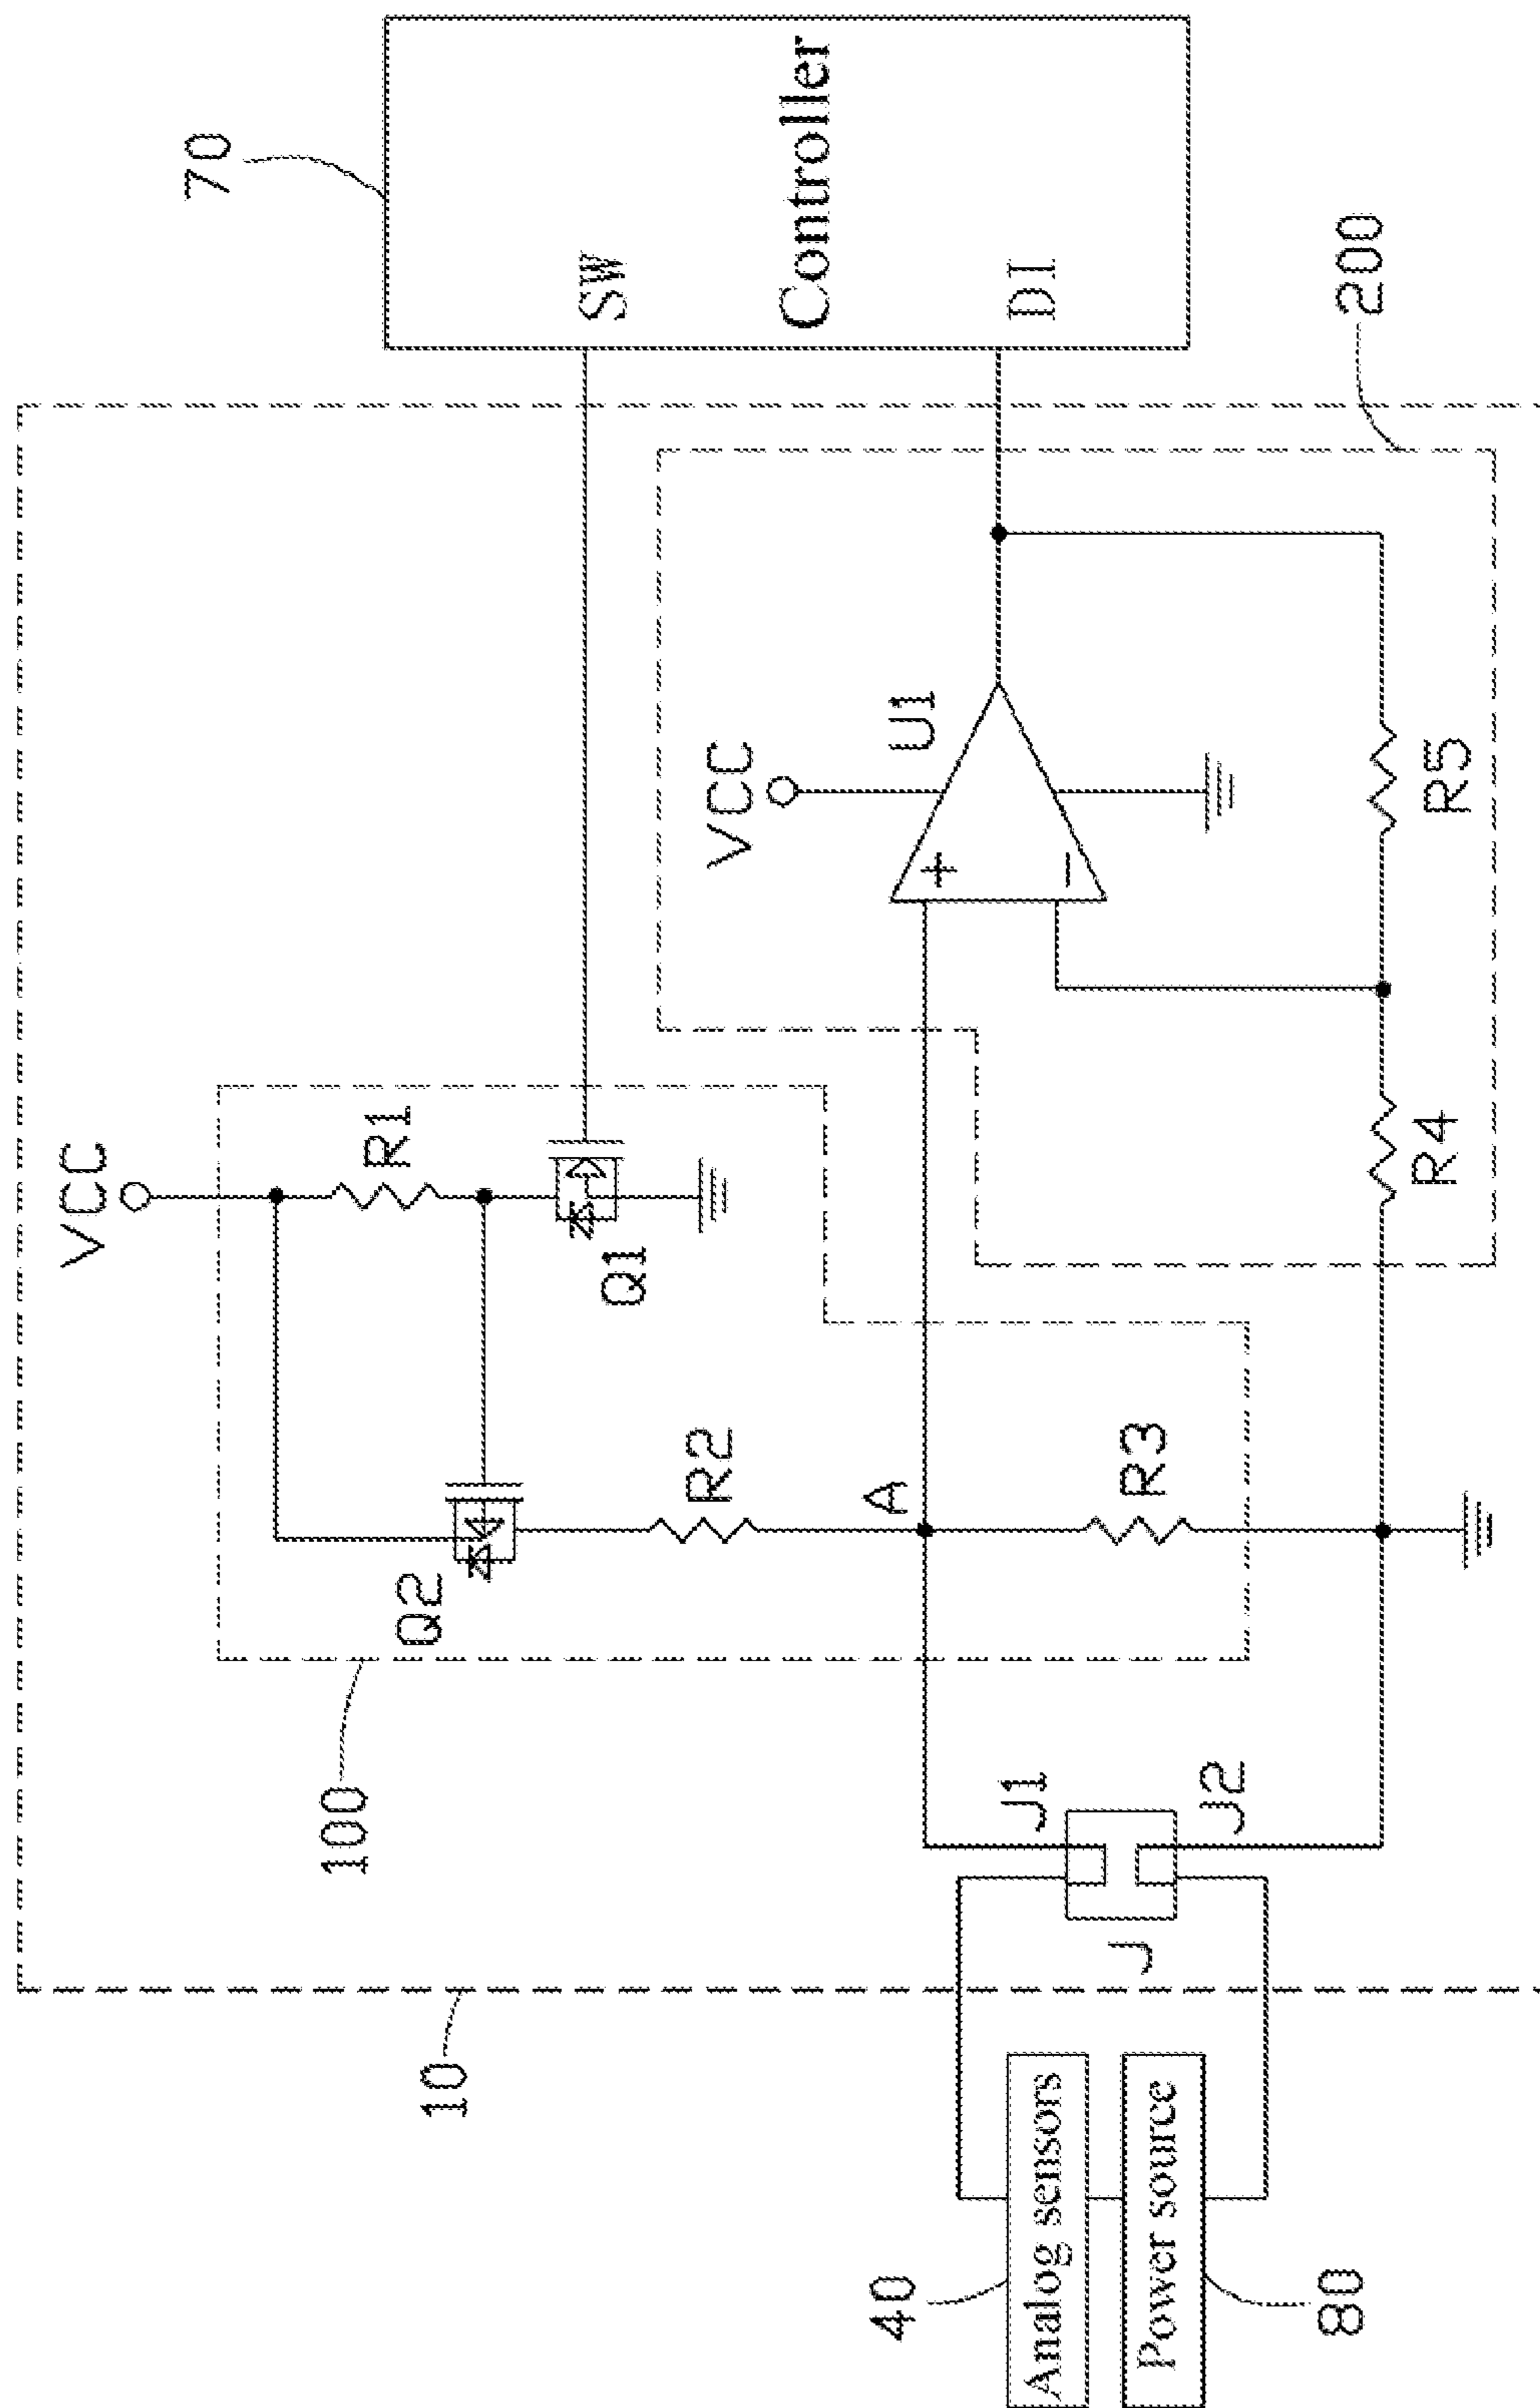 70
Controller
SW
DI
200
VCC
R1
Q1
Q2
R2
A
R3
100
VCC
U1
+
−
R5
R4
J1
J2
J
10
40
Analog sensors
Power source
80